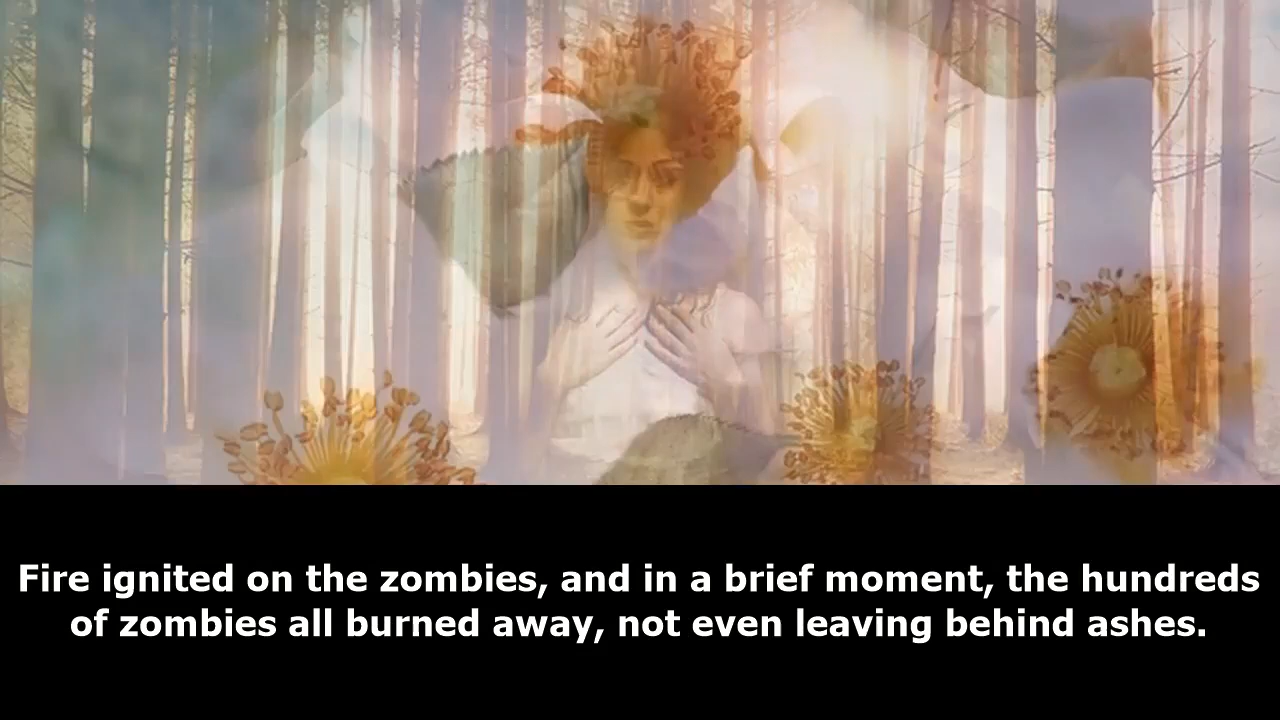 Fire ignited on the zombies, and in a brief moment, the hundreds
of zombies all burned away, not even leaving behind ashes.